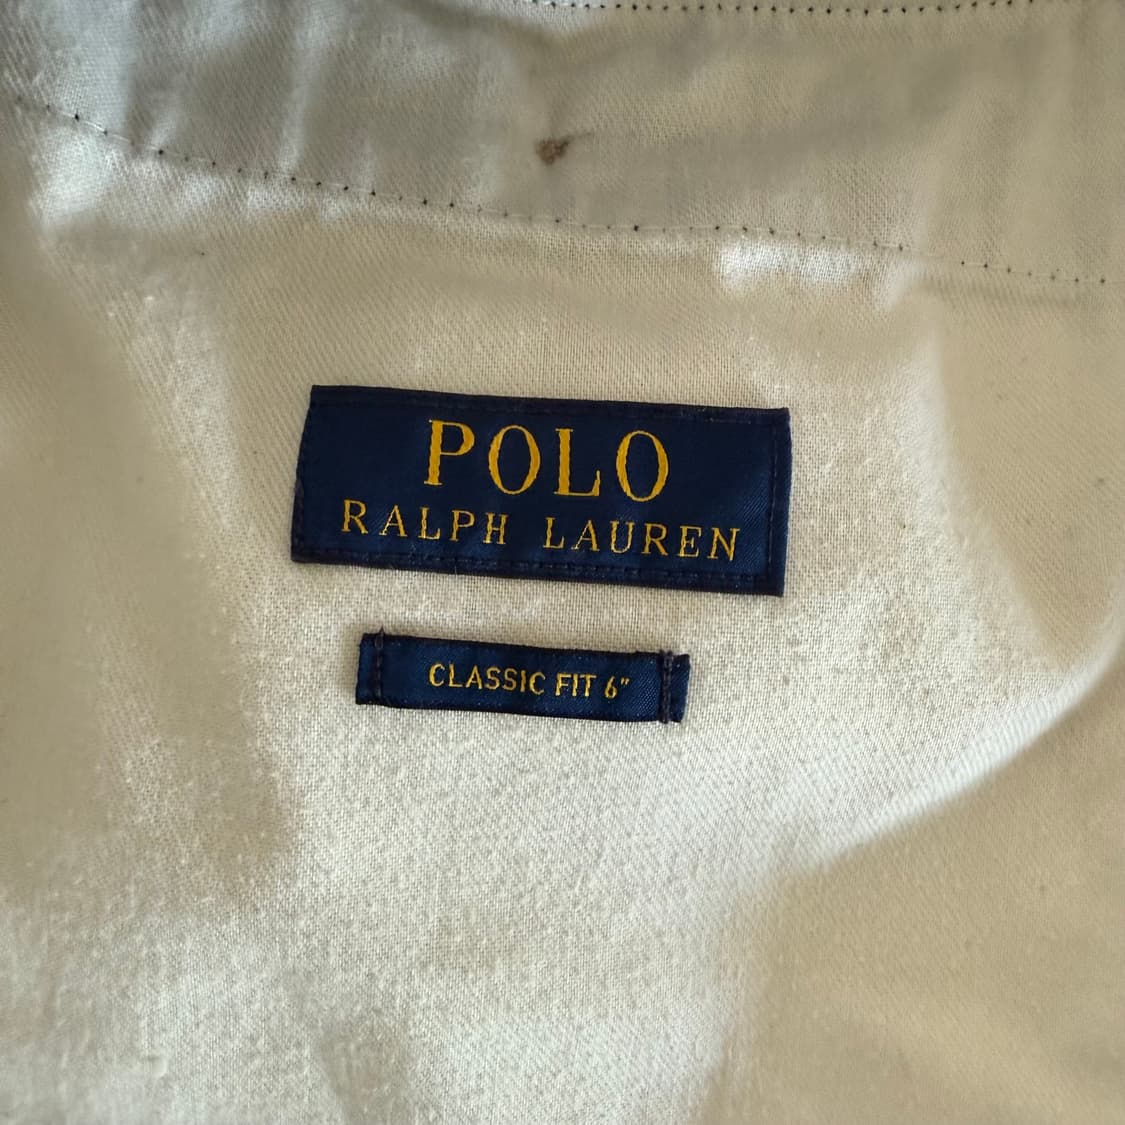 POLO
RALPH LAUREN
CLASSIC FIT 6"